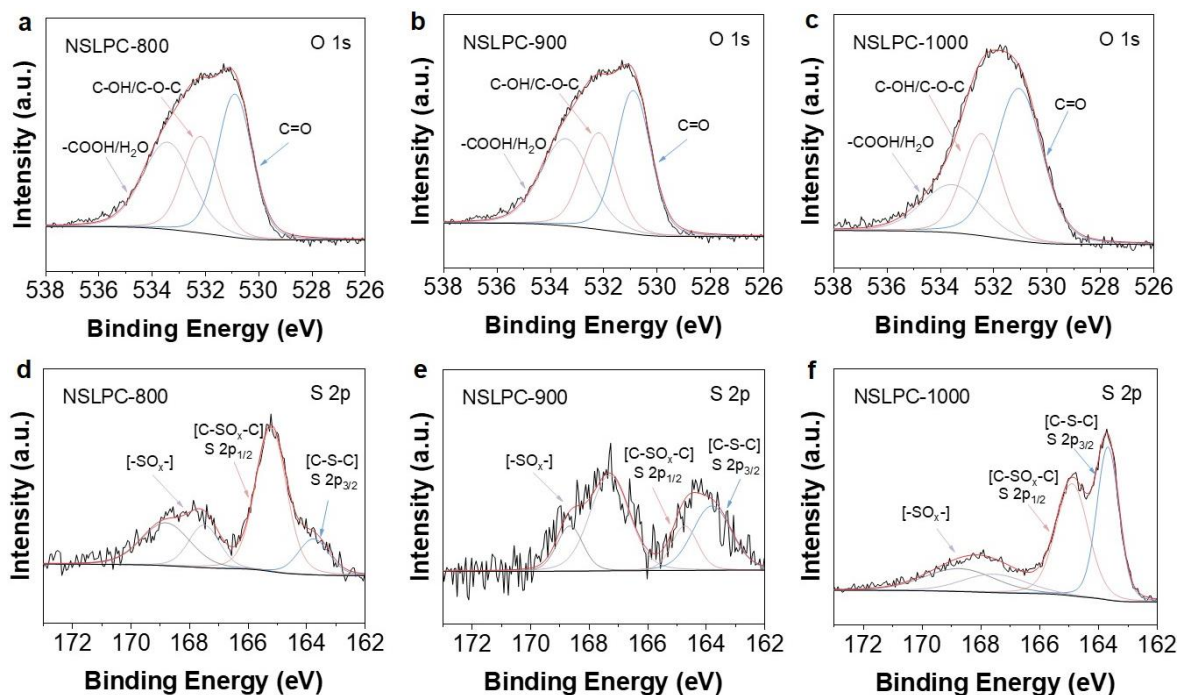 a
NSLPC-800
O 1s
C-OH/C-O-C
-COOH/H₂O
C=O
Intensity (a.u.)
538 536 534 532 530 528 526
Binding Energy (eV)
b
NSLPC-900
O 1s
C-OH/C-O-C
-COOH/H₂O
C=O
Intensity (a.u.)
538 536 534 532 530 528 526
Binding Energy (eV)
c
NSLPC-1000
O 1s
C-OH/C-O-C
-COOH/H₂O
C=O
Intensity (a.u.)
538 536 534 532 530 528 526
Binding Energy (eV)
d
NSLPC-800
S 2p
[-SOₓ-]
[C-SOₓ-C]
S 2p₁/₂
[C-S-C]
S 2p₃/₂
Intensity (a.u.)
172 170 168 166 164 162
Binding Energy (eV)
e
NSLPC-900
S 2p
[-SOₓ-]
[C-SOₓ-C]
S 2p₁/₂
[C-S-C]
S 2p₃/₂
Intensity (a.u.)
172 170 168 166 164 162
Binding Energy (eV)
f
NSLPC-1000
S 2p
[C-S-C]
S 2p₃/₂
[C-SOₓ-C]
S 2p₁/₂
[-SOₓ-]
Intensity (a.u.)
172 170 168 166 164 162
Binding Energy (eV)